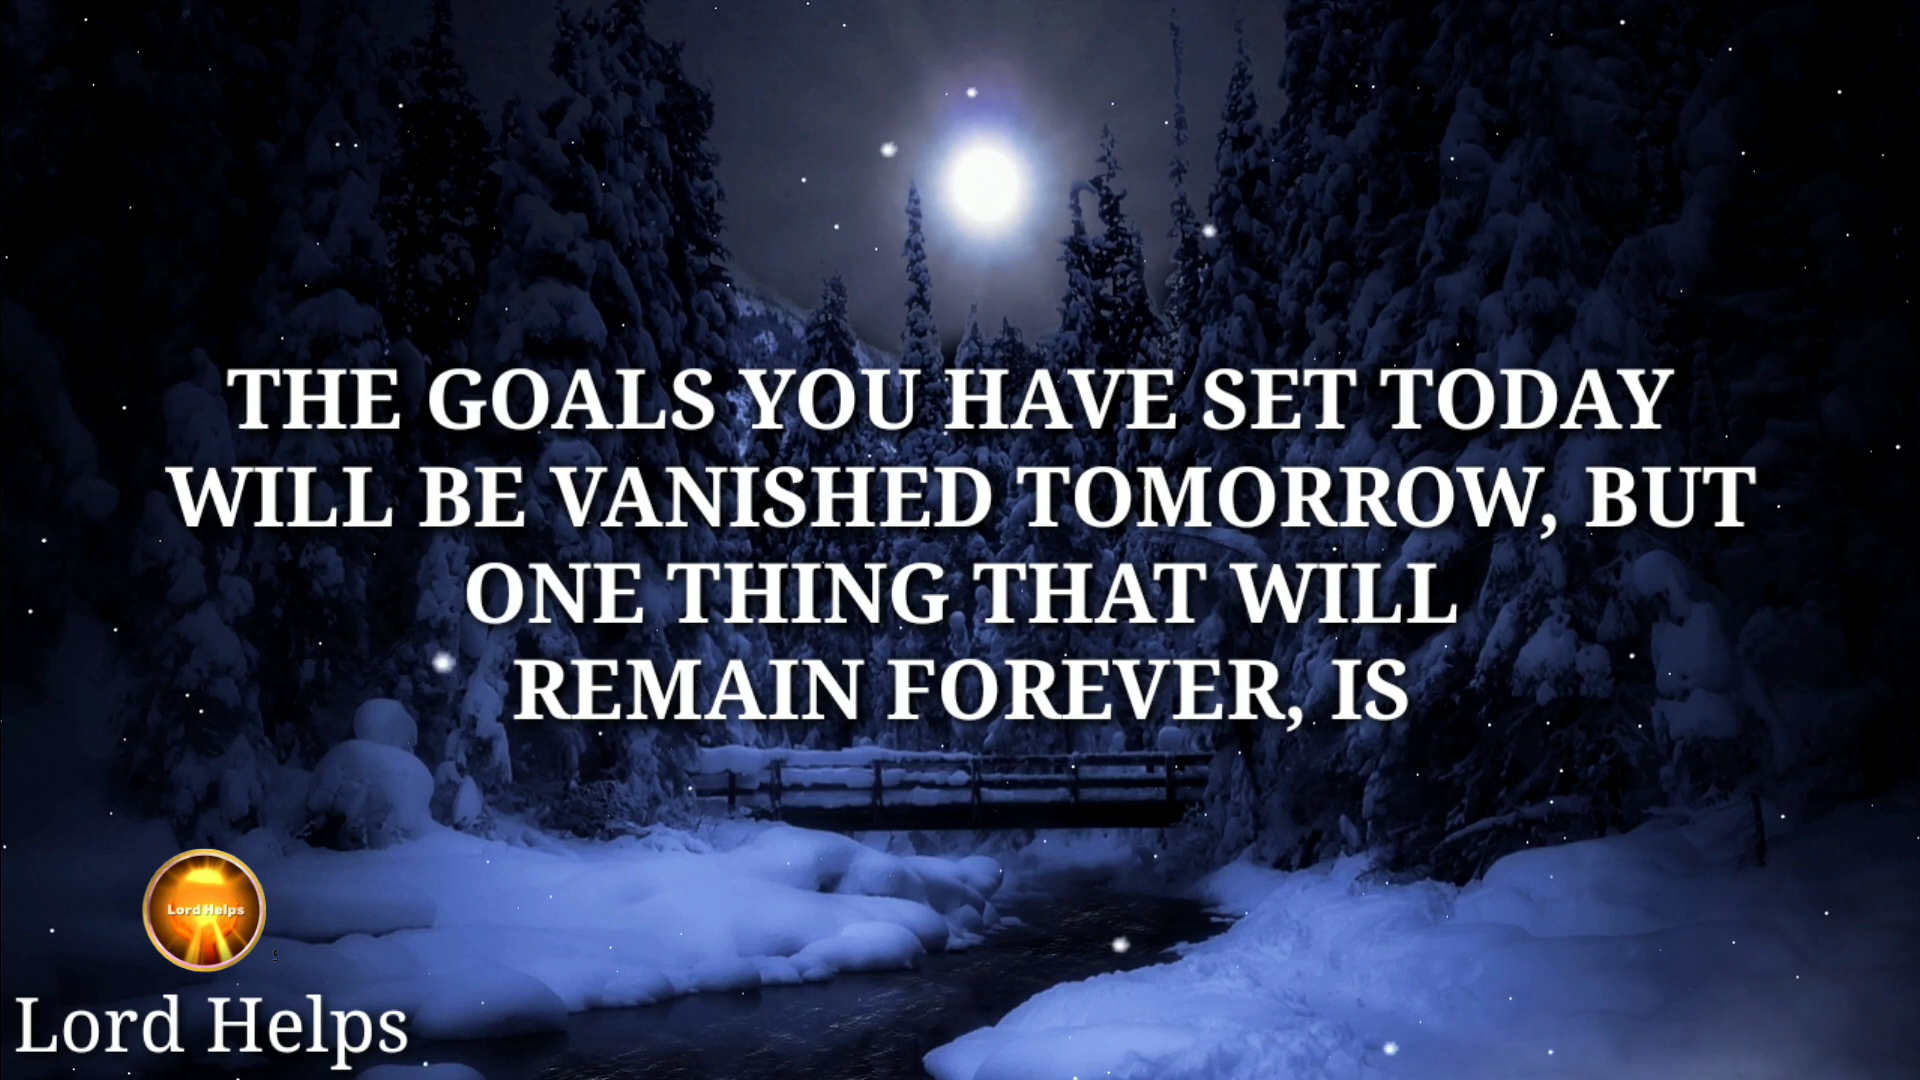 THE GOALS YOU HAVE SET TODAY
WILL BE VANISHED TOMORROW, BUT
ONE THING THAT WILL
REMAIN FOREVER, IS
Lord Helps
Lord Helps